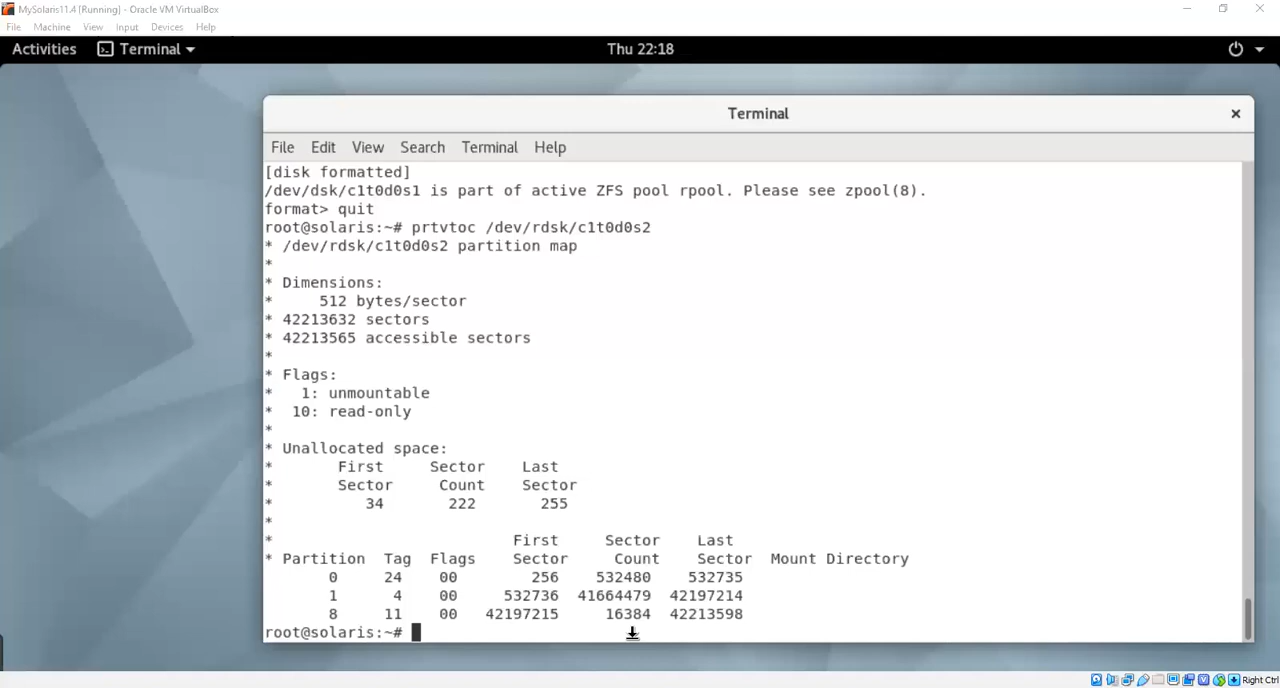 MySolaris11.4 [Running] - Oracle VM VirtualBox
File Machine View Input Devices Help
Activities Terminal Thu 22:18
Terminal
File Edit View Search Terminal Help
[disk formatted]
/dev/dsk/c1t0d0s1 is part of active ZFS pool rpool. Please see zpool(8).
format> quit
root@solaris:~# prtvtoc /dev/rdsk/c1t0d0s2
* /dev/rdsk/c1t0d0s2 partition map
*
* Dimensions:
*     512 bytes/sector
* 42213632 sectors
* 42213565 accessible sectors
*
* Flags:
*   1: unmountable
*  10: read-only
*
* Unallocated space:
*       First     Sector    Last
*       Sector     Count    Sector
*          34       222       255
*
*                          First     Sector    Last
* Partition  Tag  Flags    Sector     Count    Sector  Mount Directory
       0     24    00        256    532480    532735
       1      4    00     532736  41664479  42197214
       8     11    00   42197215     16384  42213598
root@solaris:~#
Right Ctrl